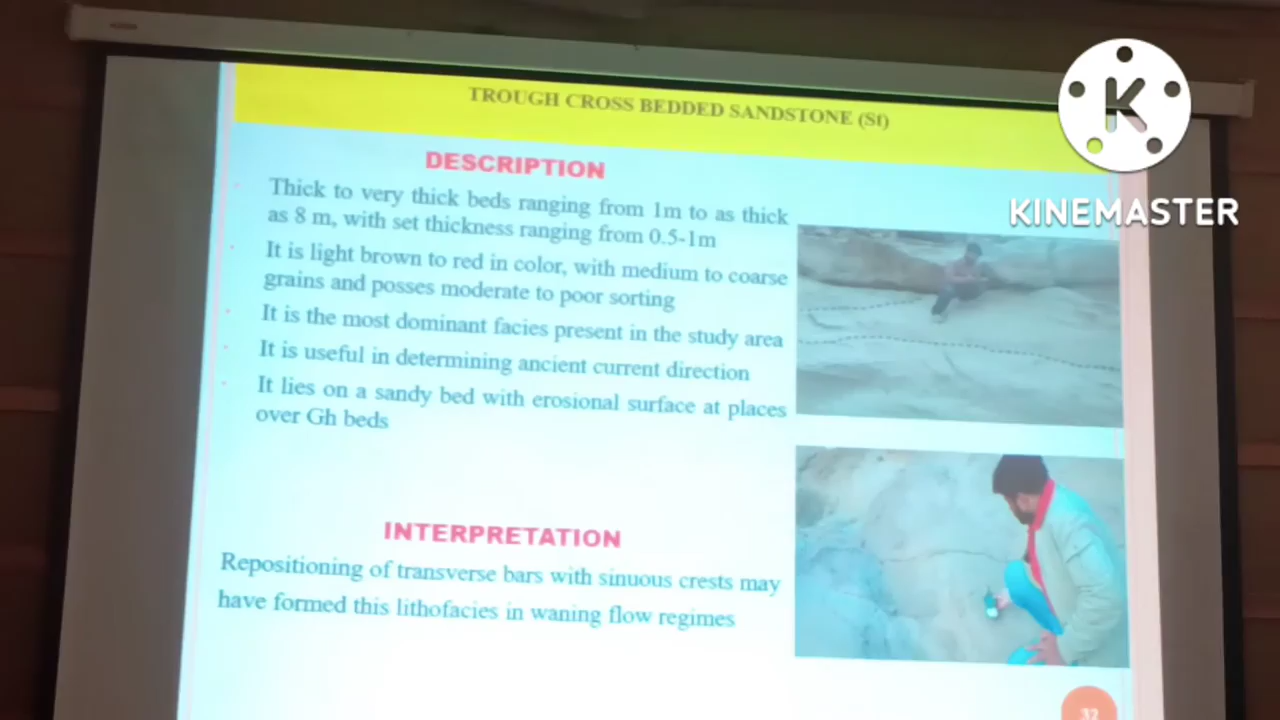 TROUGH CROSS BEDDED SANDSTONE (St)
DESCRIPTION
Thick to very thick beds ranging from 1m to as thick
as 8 m, with set thickness ranging from 0.5-1m
It is light brown to red in color, with medium to coarse
grains and posses moderate to poor sorting
It is the most dominant facies present in the study area
It is useful in determining ancient current direction
It lies on a sandy bed with erosional surface at places
over Gh beds
INTERPRETATION
Repositioning of transverse bars with sinuous crests may
have formed this lithofacies in waning flow regimes
K
KINEMASTER
32